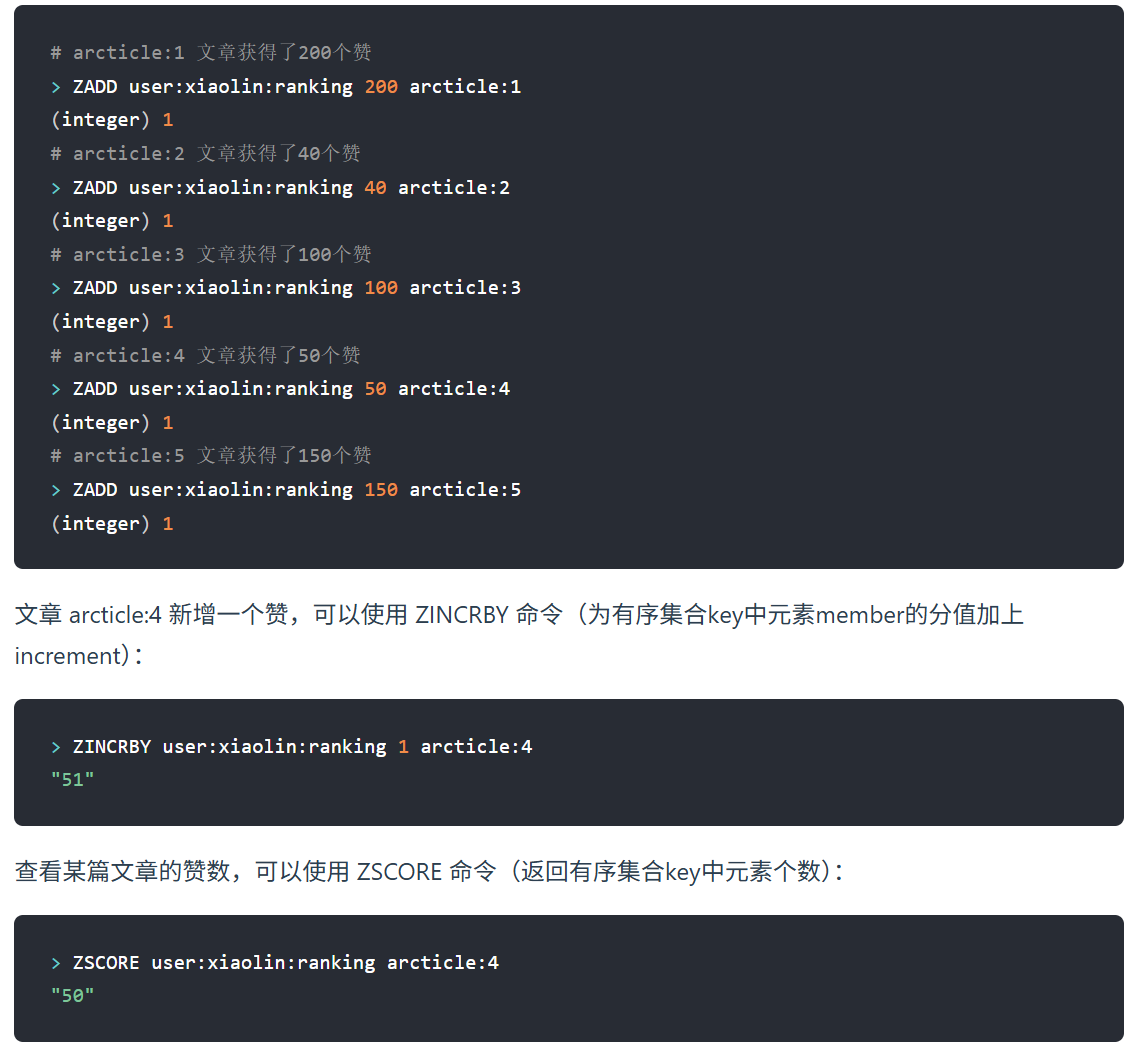 # arcticle:1 文章获得了200个赞
> ZADD user:xiaolin:ranking 200 arcticle:1
(integer) 1
# arcticle:2 文章获得了40个赞
> ZADD user:xiaolin:ranking 40 arcticle:2
(integer) 1
# arcticle:3 文章获得了100个赞
> ZADD user:xiaolin:ranking 100 arcticle:3
(integer) 1
# arcticle:4 文章获得了50个赞
> ZADD user:xiaolin:ranking 50 arcticle:4
(integer) 1
# arcticle:5 文章获得了150个赞
> ZADD user:xiaolin:ranking 150 arcticle:5
(integer) 1
文章 arcticle:4 新增一个赞，可以使用 ZINCRBY 命令（为有序集合key中元素member的分值加上
increment）：
> ZINCRBY user:xiaolin:ranking 1 arcticle:4
"51"
查看某篇文章的赞数，可以使用 ZSCORE 命令（返回有序集合key中元素个数）：
> ZSCORE user:xiaolin:ranking arcticle:4
"50"